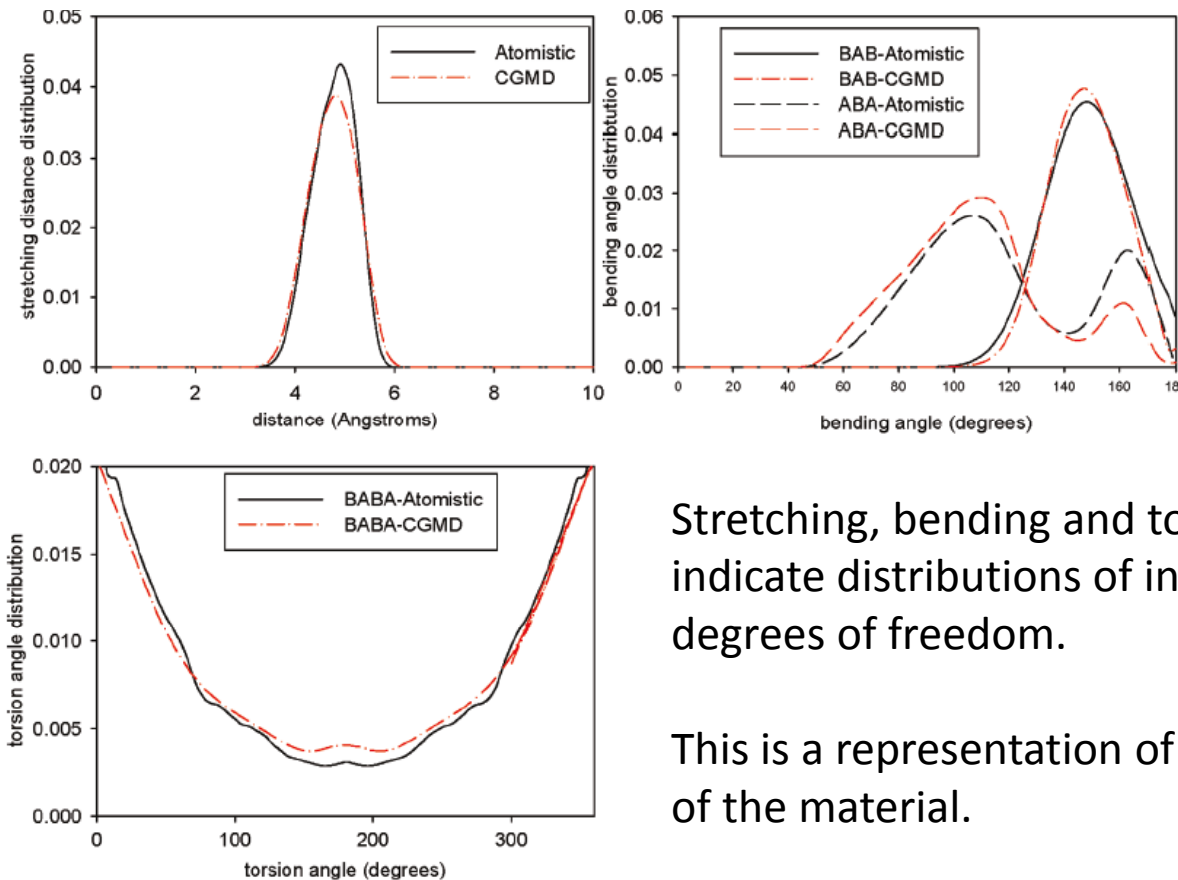 0.05
0.04
0.03
0.02
0.01
0.00
stretching distance distribution
Atomistic
CGMD
0 2 4 6 8 10
distance (Angstroms)
0.06
0.05
0.04
0.03
0.02
0.01
0.00
bending angle distribtution
BAB-Atomistic
BAB-CGMD
ABA-Atomistic
ABA-CGMD
0 20 40 60 80 100 120 140 160 180
bending angle (degrees)
0.020
0.015
0.010
0.005
0.000
torsion angle distribution
BABA-Atomistic
BABA-CGMD
0 100 200 300
torsion angle (degrees)
Stretching, bending and
indicate distributions of
degrees of freedom.
This is a representation of
of the material.